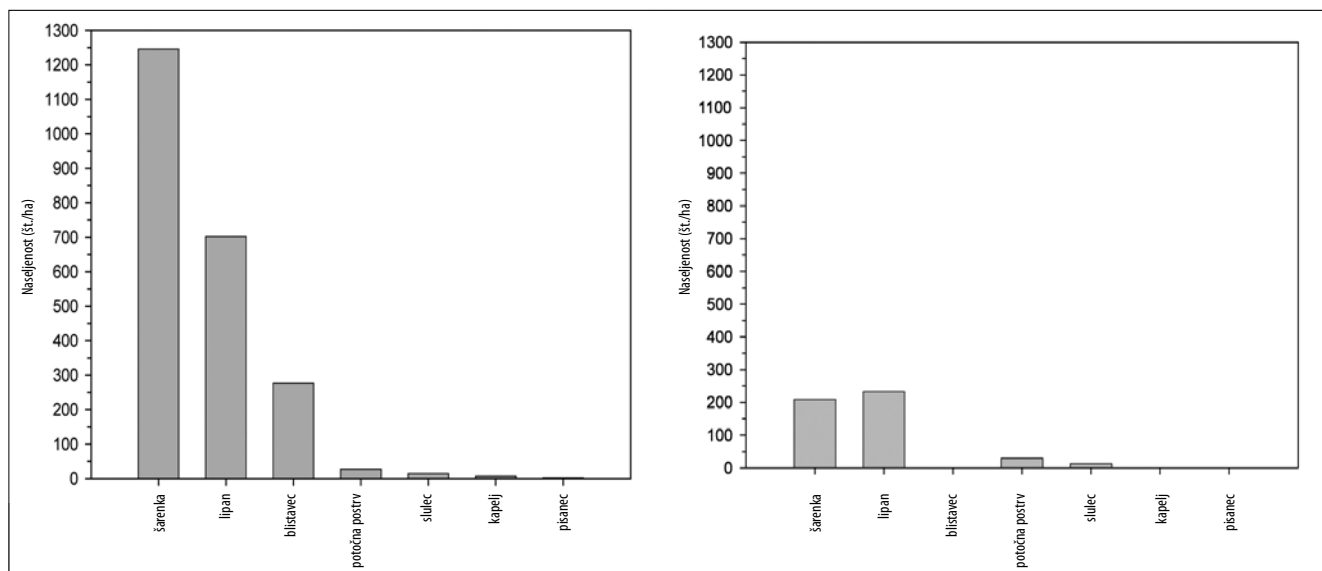 1300
1200
1100
1000
900
800
700
600
500
400
300
200
100
0
Naseljenost (št./ha)
šarenka
lipan
blistavec
potočna postrv
slulec
kapelj
pisanec
1300
1200
1100
1000
900
800
700
600
500
400
300
200
100
0
Naseljenost (št./ha)
šarenka
lipan
blistavec
potočna postrv
slulec
kapelj
pisanec